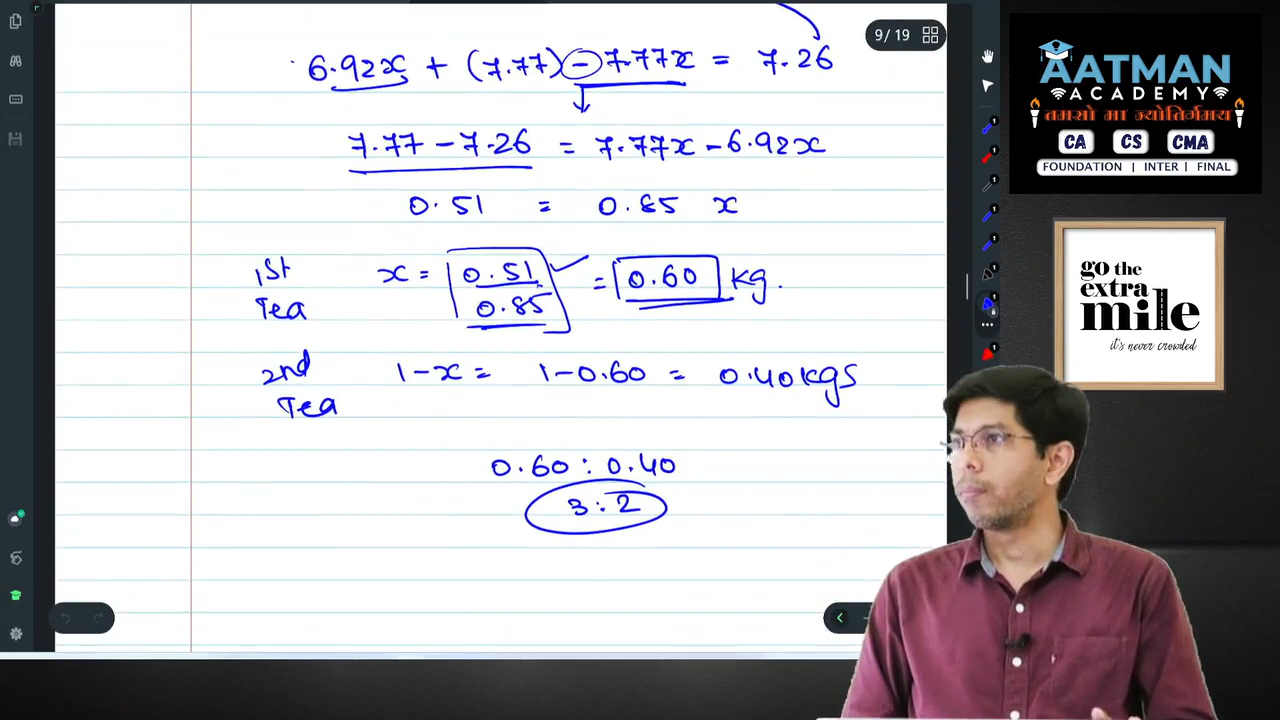 9 / 19
6.92x + (7.77) - 7.77x = 7.26
7.77 - 7.26 = 7.77x - 6.92x
0.51 = 0.85 x
1st Tea x = 0.51 / 0.85 = 0.60 kg.
2nd Tea 1-x = 1-0.60 = 0.40kgs
0.60 : 0.40
3 : 2
AATMAN
ACADEMY
तमसो मा ज्योतिर्गमय
CA CS CMA
FOUNDATION | INTER | FINAL
go the
extra
mile
it's never crowded